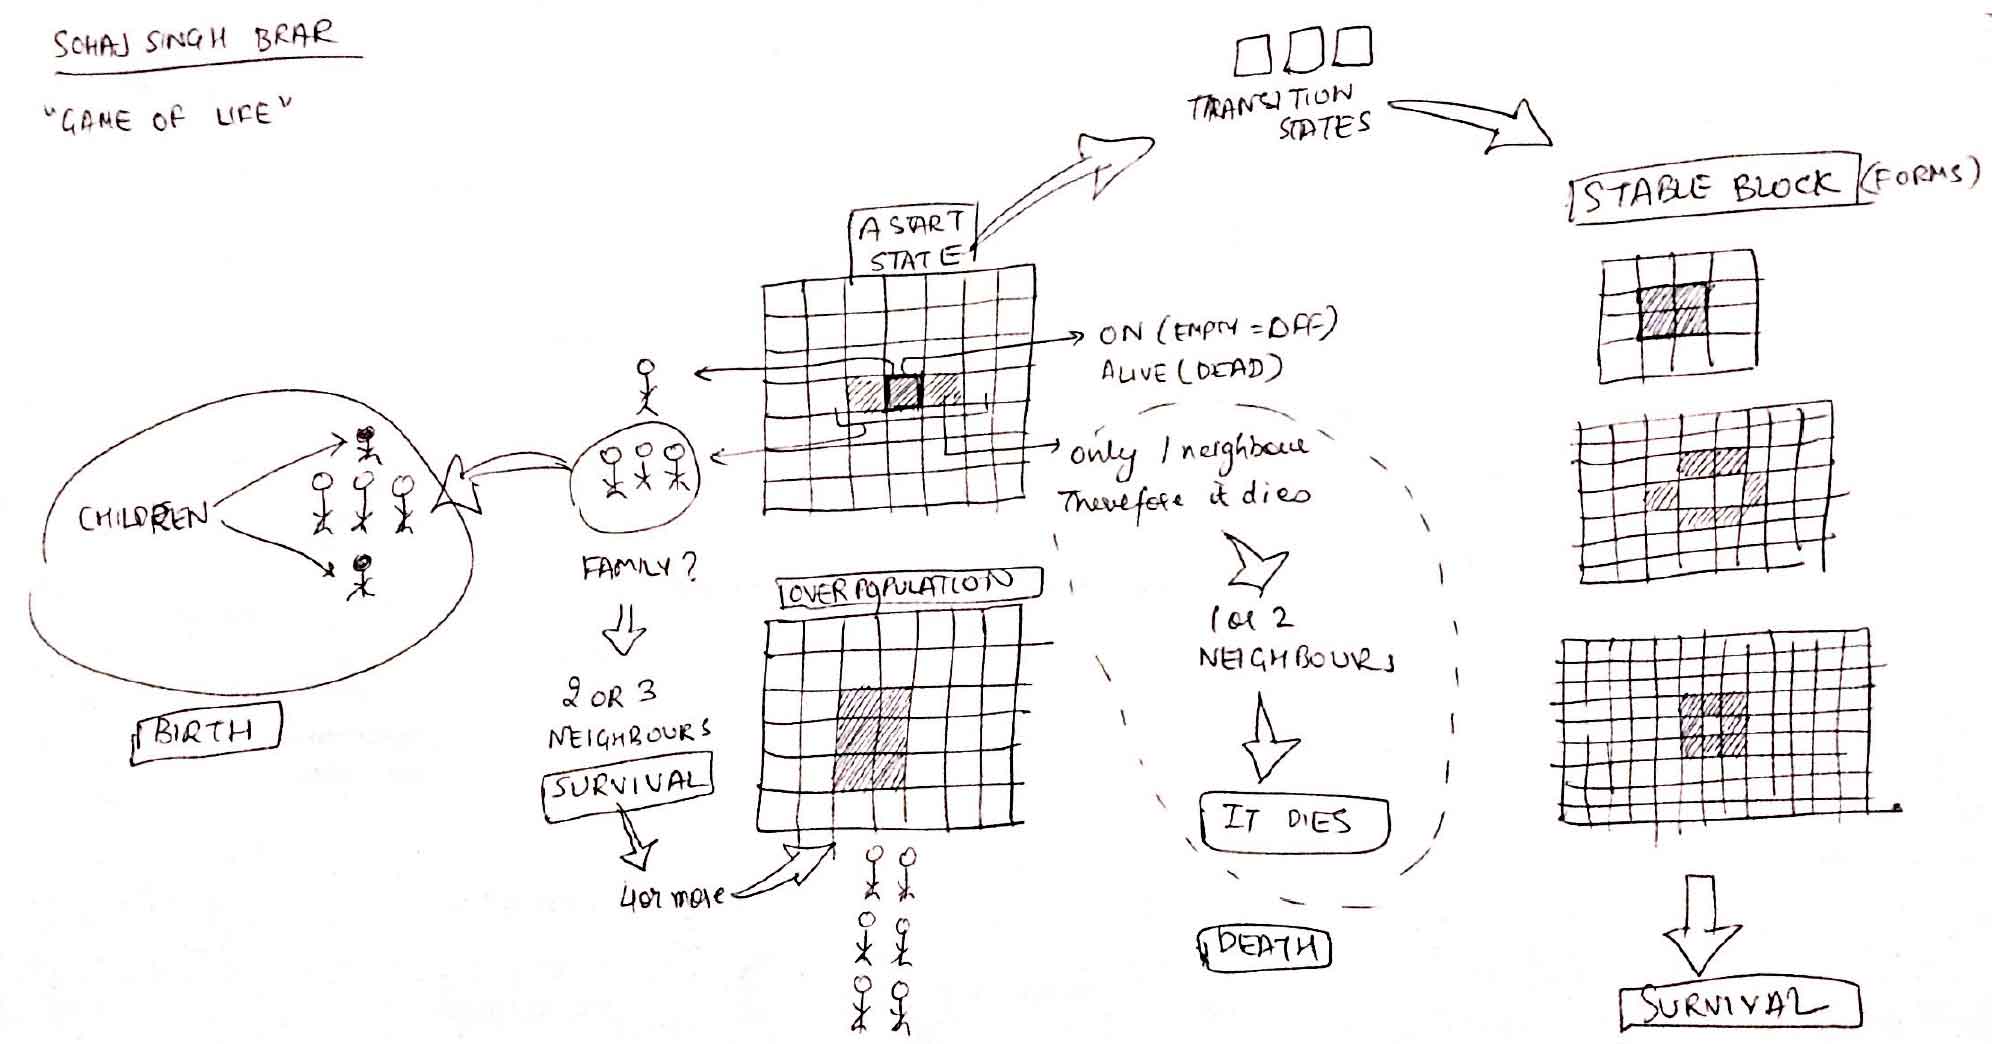 SOHAJ SINGH BRAR
"GAME OF LIFE"
TRANSITION
STATES
STABLE BLOCK (FORMS)
A START
STATE
ON (EMPTY = OFF)
ALIVE (DEAD)
only 1 neighbour
Therefore it dies
1 or 2
NEIGHBOURS
IT DIES
DEATH
CHILDREN
BIRTH
FAMILY?
2 OR 3
NEIGHBOURS
SURVIVAL
4 or more
OVERPOPULATION
SURVIVAL